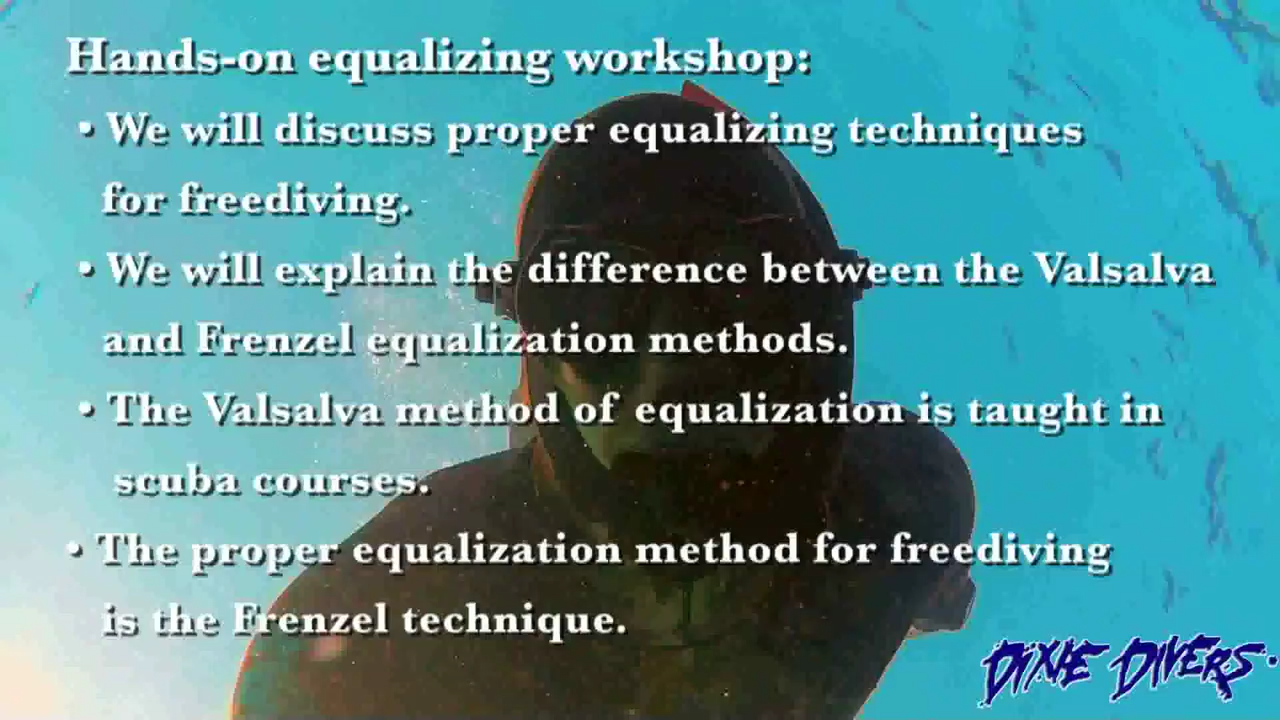 Hands-on equalizing workshop:
• We will discuss proper equalizing techniques
for freediving.
• We will explain the difference between the Valsalva
and Frenzel equalization methods.
• The Valsalva method of equalization is taught in
scuba courses.
• The proper equalization method for freediving
is the Frenzel technique.
DIXIE DIVERS